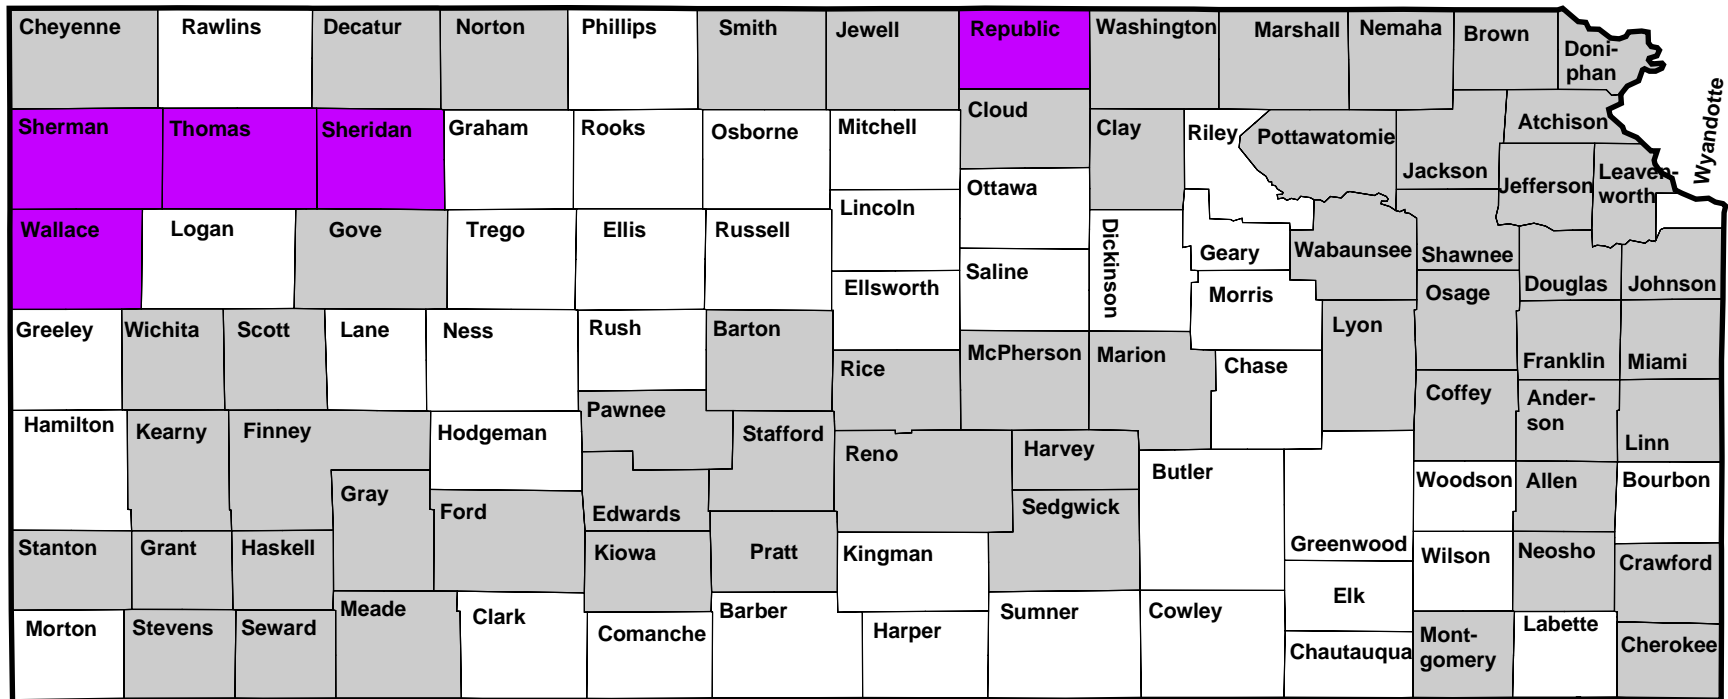 Cheyenne
Rawlins
Decatur
Norton
Phillips
Smith
Jewell
Republic
Washington
Marshall
Nemaha
Brown
Doni-
phan
Sherman
Thomas
Sheridan
Graham
Rooks
Osborne
Mitchell
Cloud
Clay
Riley
Pottawatomie
Jackson
Atchison
Jefferson
Leaven-
worth
Wyandotte
Wallace
Logan
Gove
Trego
Ellis
Russell
Lincoln
Ottawa
Ellsworth
Saline
Dickinson
Geary
Wabaunsee
Shawnee
Morris
Osage
Douglas
Johnson
Greeley
Wichita
Scott
Lane
Ness
Rush
Barton
Rice
McPherson
Marion
Chase
Lyon
Franklin
Miami
Hamilton
Kearny
Finney
Hodgeman
Pawnee
Stafford
Reno
Harvey
Butler
Coffey
Ander-
son
Linn
Gray
Ford
Edwards
Sedgwick
Greenwood
Woodson
Allen
Bourbon
Stanton
Grant
Haskell
Kiowa
Pratt
Kingman
Wilson
Neosho
Crawford
Morton
Stevens
Seward
Meade
Clark
Comanche
Barber
Harper
Sumner
Cowley
Elk
Chautauqua
Mont-
gomery
Labette
Cherokee